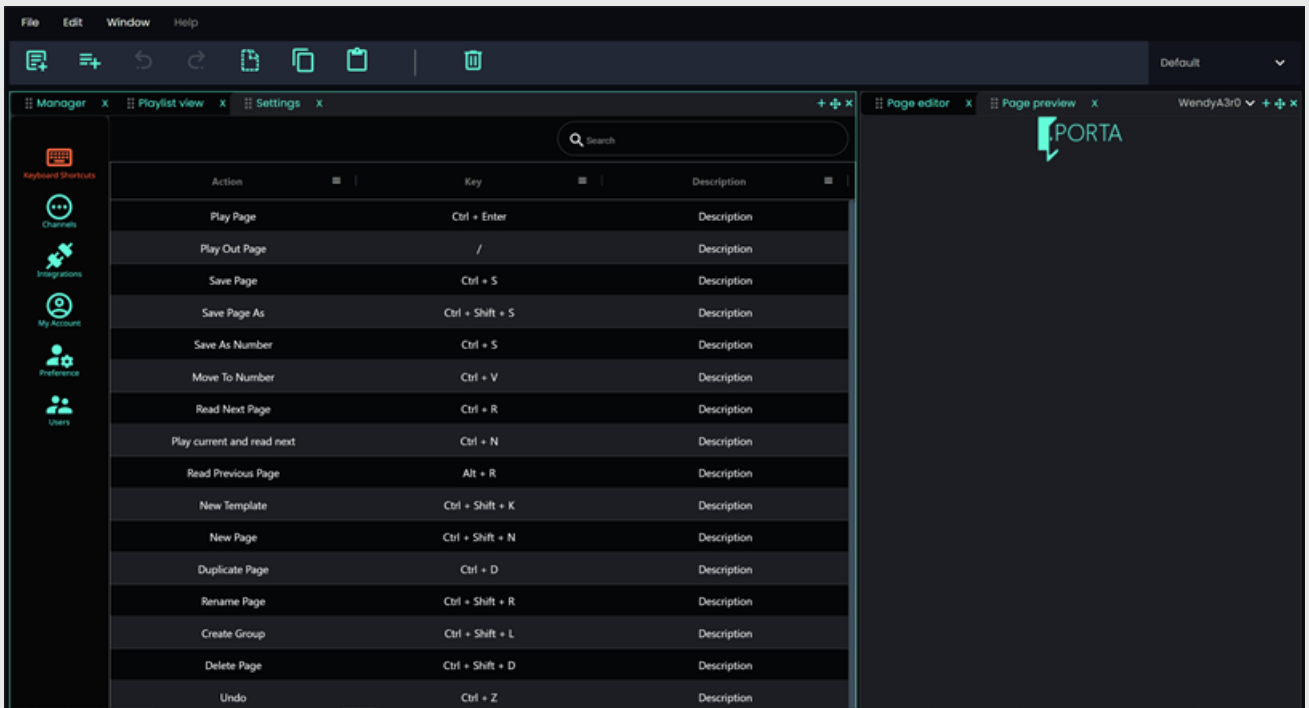 File Edit Window Help
Default
Manager x Playlist view x Settings x
Page editor x Page preview x WendyA3r0
PORTA
Search
Keyboard Shortcuts
Channels
Integrations
My Account
Preference
Users
Action Key Description
Play Page Ctrl + Enter Description
Play Out Page / Description
Save Page Ctrl + S Description
Save Page As Ctrl + Shift + S Description
Save As Number Ctrl + S Description
Move To Number Ctrl + V Description
Read Next Page Ctrl + R Description
Play current and read next Ctrl + N Description
Read Previous Page Alt + R Description
New Template Ctrl + Shift + K Description
New Page Ctrl + Shift + N Description
Duplicate Page Ctrl + D Description
Rename Page Ctrl + Shift + R Description
Create Group Ctrl + Shift + L Description
Delete Page Ctrl + Shift + D Description
Undo Ctrl + Z Description